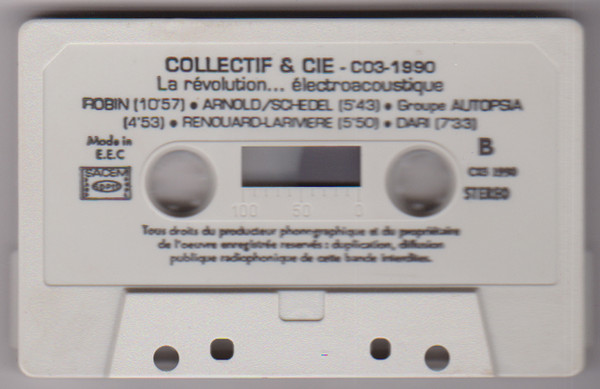 COLLECTIF & CIE - C03-1990
La révolution... électroacoustique
ROBIN (10'57) ● ARNOLD/SCHEDEL (5'43) ● Groupe AUTOPSIA
(4'53) ● RENOUARD-LARIVIERE (5'50) ● DARI (7'33)
Made in
E.E.C
SACEM
B
C03 1990
STEREO
100 50 0
Tous droits du producteur phonographique et du propriétaire
de l'oeuvre enregistrée reservés : duplication, diffusion
publique radiophonique de cette bande interdites.